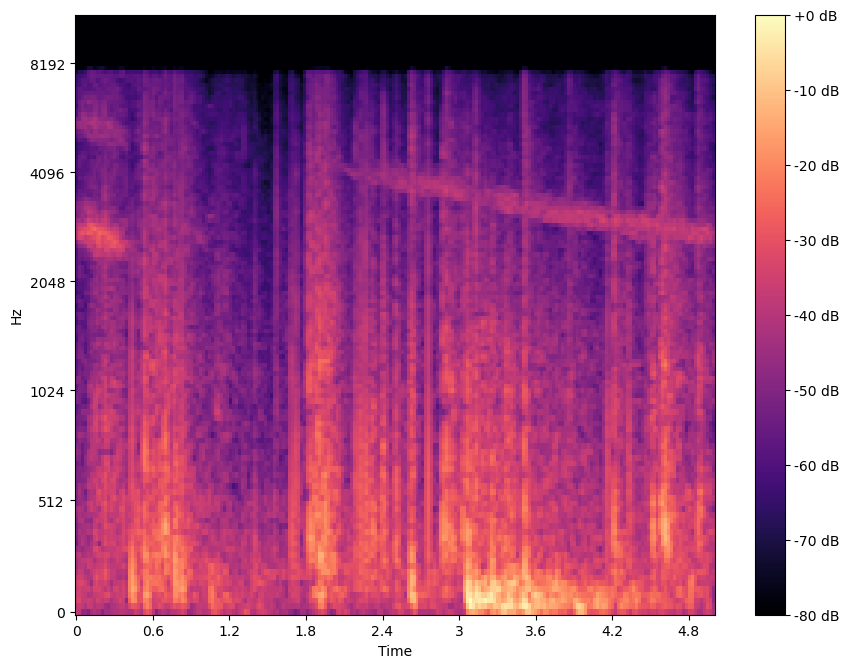 +0 dB
8192
-10 dB
4096
-20 dB
-30 dB
2048
Hz
-40 dB
1024
-50 dB
512
-60 dB
-70 dB
0
-80 dB
0 0.6 1.2 1.8 2.4 3 3.6 4.2 4.8
Time